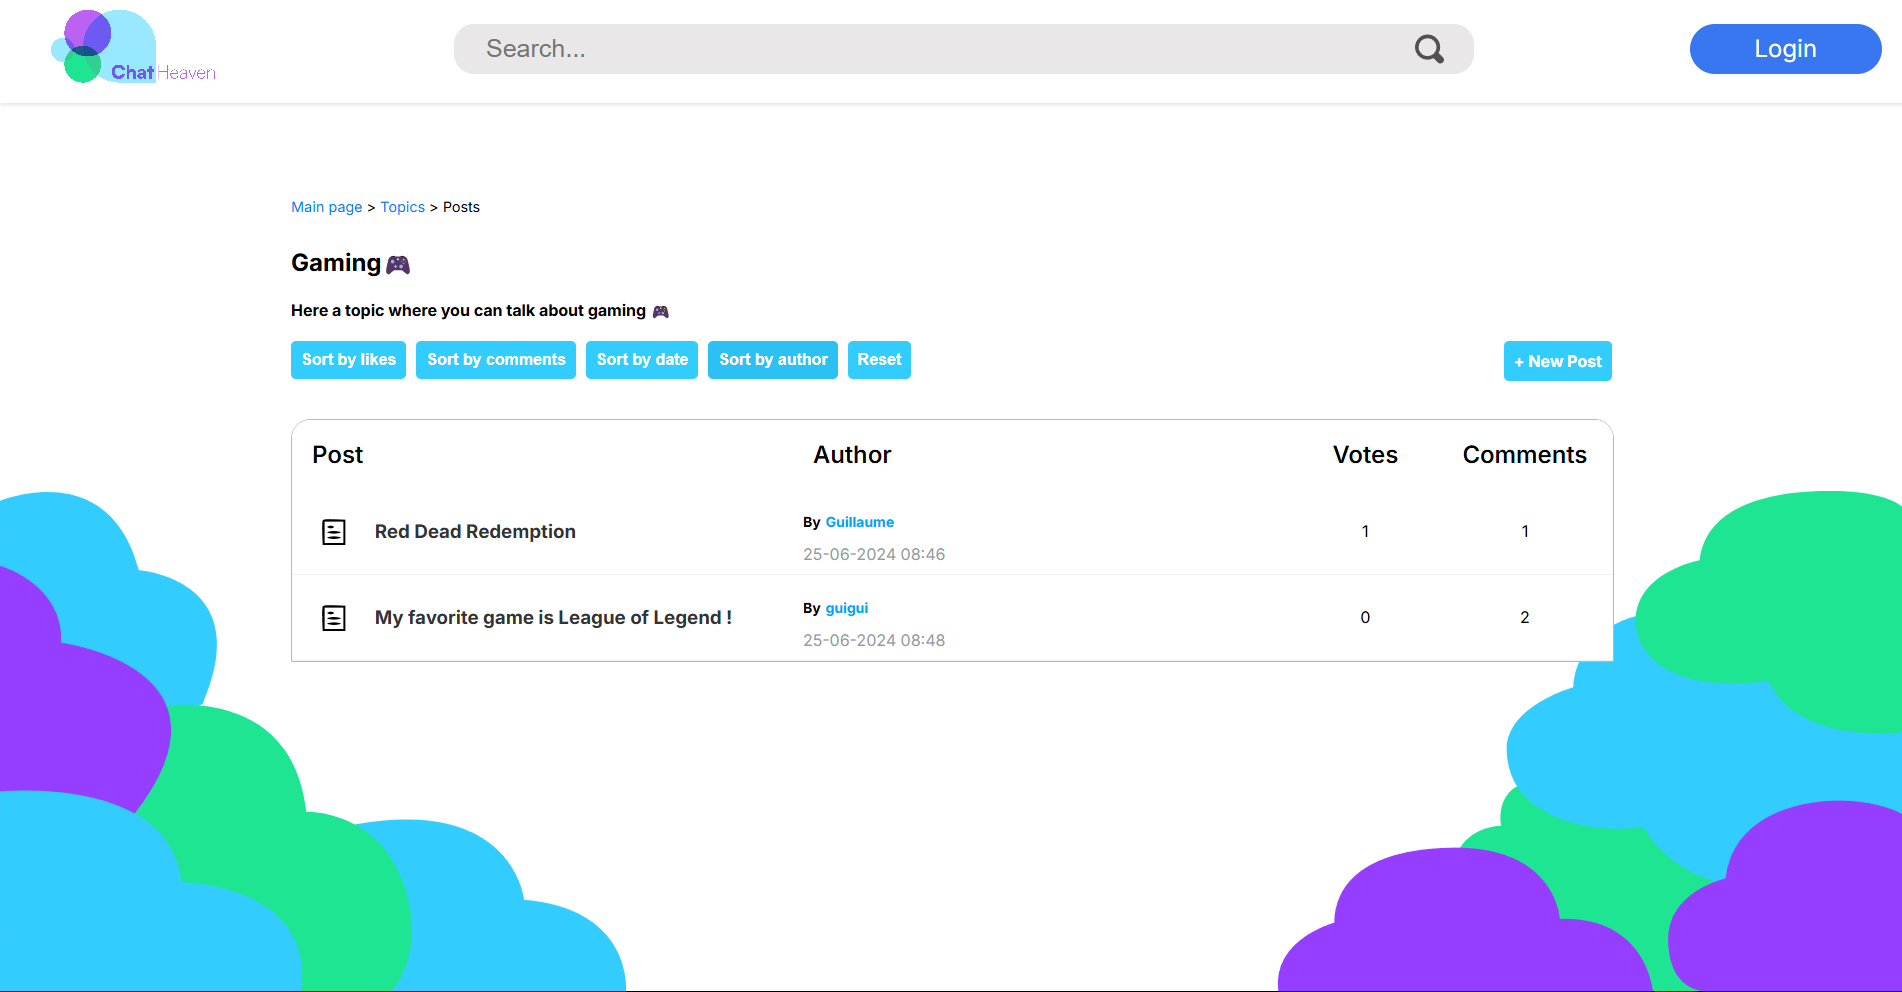 Chat Heaven
Search...
Login
Main page > Topics > Posts
Gaming🎮
Here a topic where you can talk about gaming 🎮
Sort by likes Sort by comments Sort by date Sort by author Reset + New Post
Post Author Votes Comments
Red Dead Redemption By Guillaume 1 1
25-06-2024 08:46
My favorite game is League of Legend ! By guigui 0 2
25-06-2024 08:48